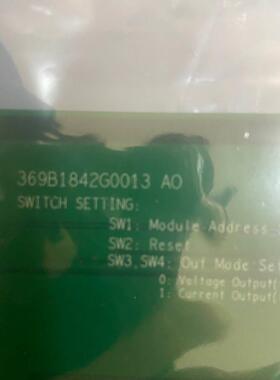 369B1842G0013 AO
SWITCH SETTING:
SW1: Module Address
SW2: Reset
SW3,SW4: Out Mode Set
0: Voltage Output(
1: Current Output(